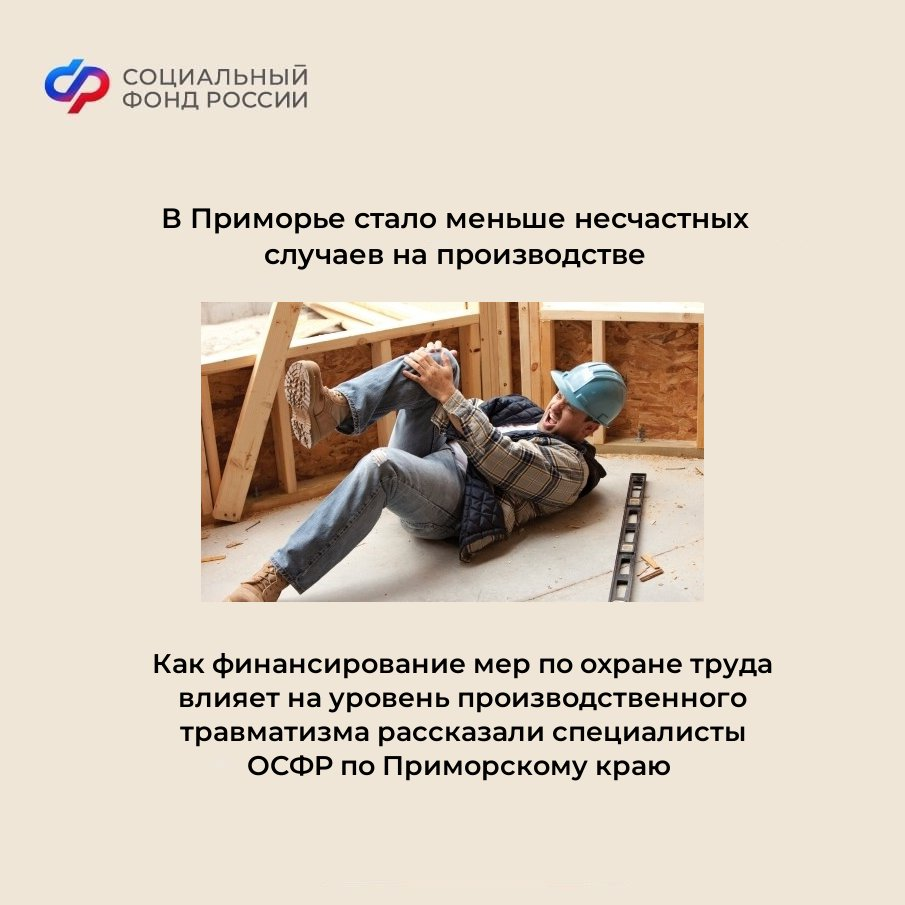 СОЦИАЛЬНЫЙ
ФОНД РОССИИ
В Приморье стало меньше несчастных
случаев на производстве
Как финансирование мер по охране труда
влияет на уровень производственного
травматизма рассказали специалисты
ОСФР по Приморскому краю